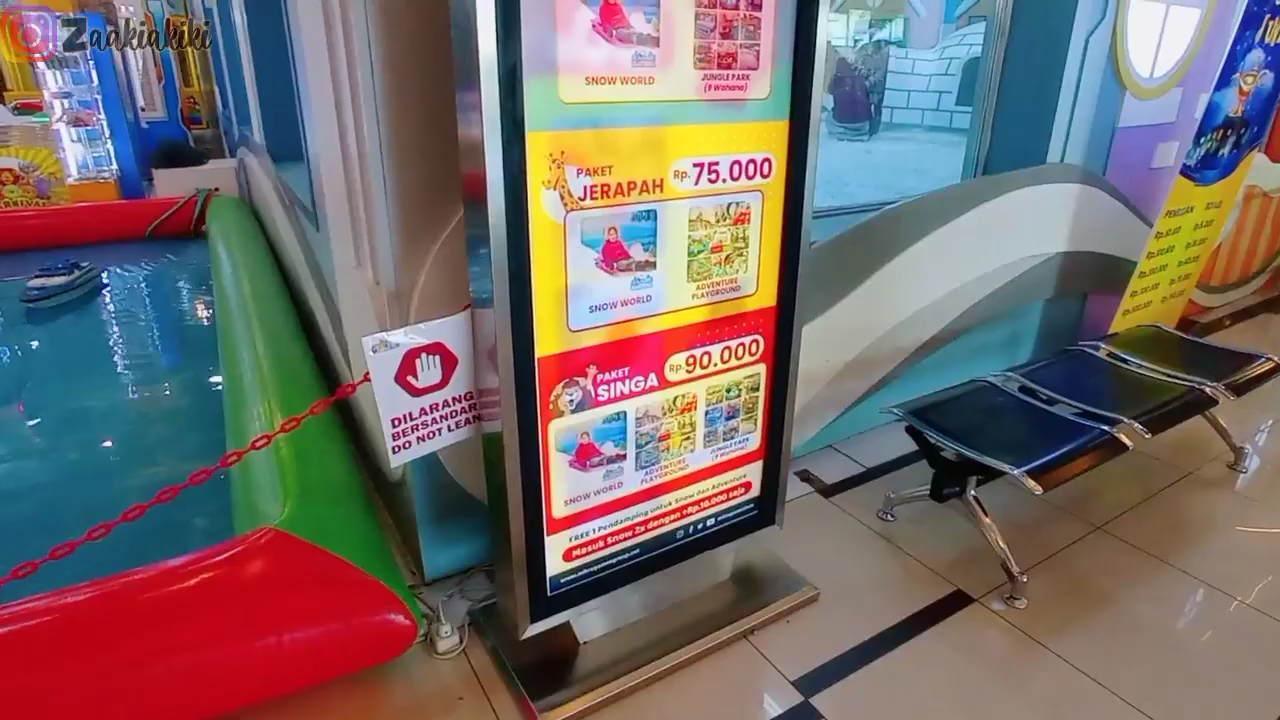 Zaakiakiki
SNOW WORLD
JUNGLE PARK
(9 Wahana)
PAKET
JERAPAH
Rp.75.000
SNOW WORLD
ADVENTURE
PLAYGROUND
PAKET
SINGA
Rp.90.000
SNOW WORLD
ADVENTURE
PLAYGROUND
JUNGLE PARK
(9 Wahana)
FREE 1 Pendamping untuk Snow dan Adventure
Masuk Snow 2x dengan +Rp.10.000 saja
DILARANG
BERSANDAR
DO NOT LEAN